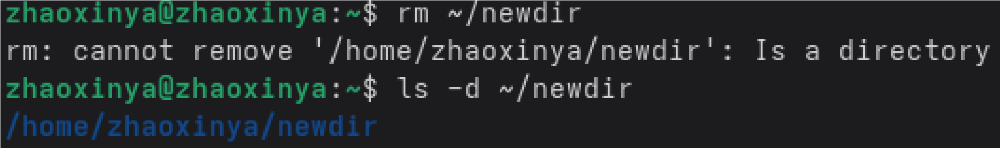 zhaoxinya@zhaoxinya:~$ rm ~/newdir
rm: cannot remove '/home/zhaoxinya/newdir': Is a directory
zhaoxinya@zhaoxinya:~$ ls -d ~/newdir
/home/zhaoxinya/newdir